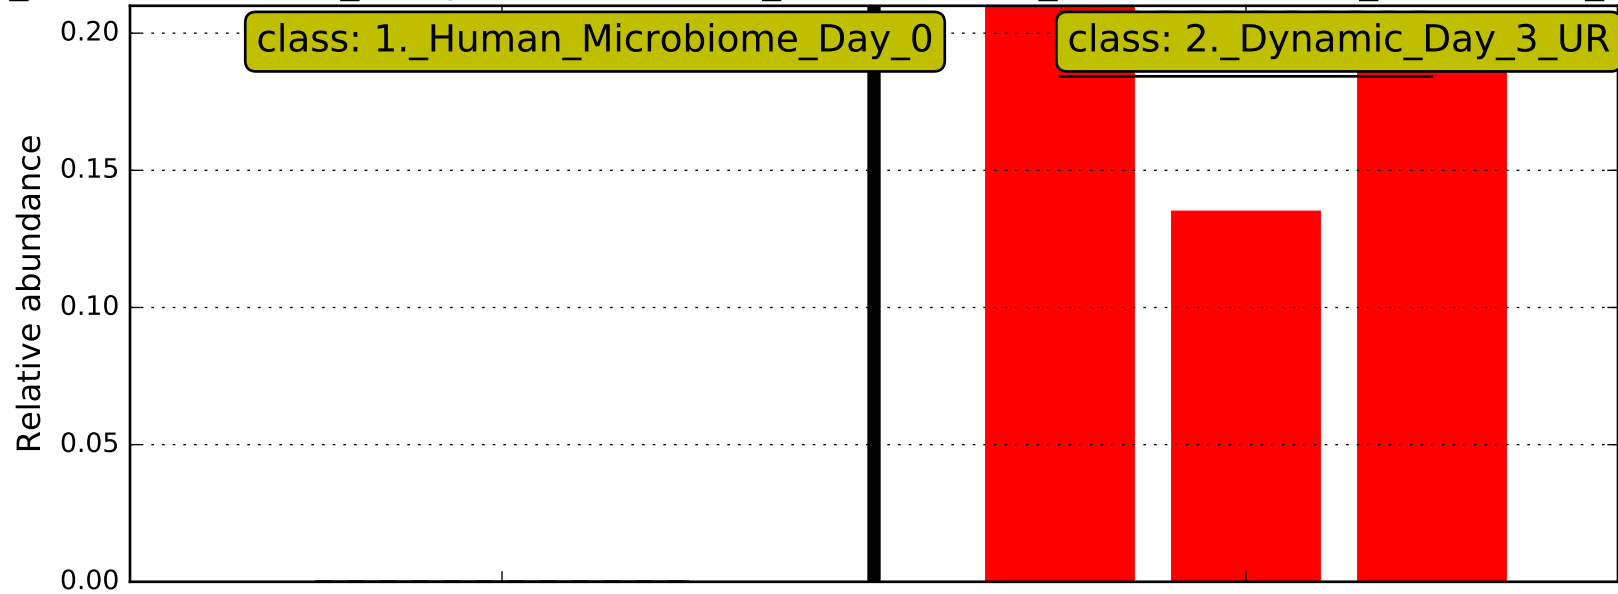 class: 1._Human_Microbiome_Day_0
class: 2._Dynamic_Day_3_UR
Relative abundance
0.20
0.15
0.10
0.05
0.00